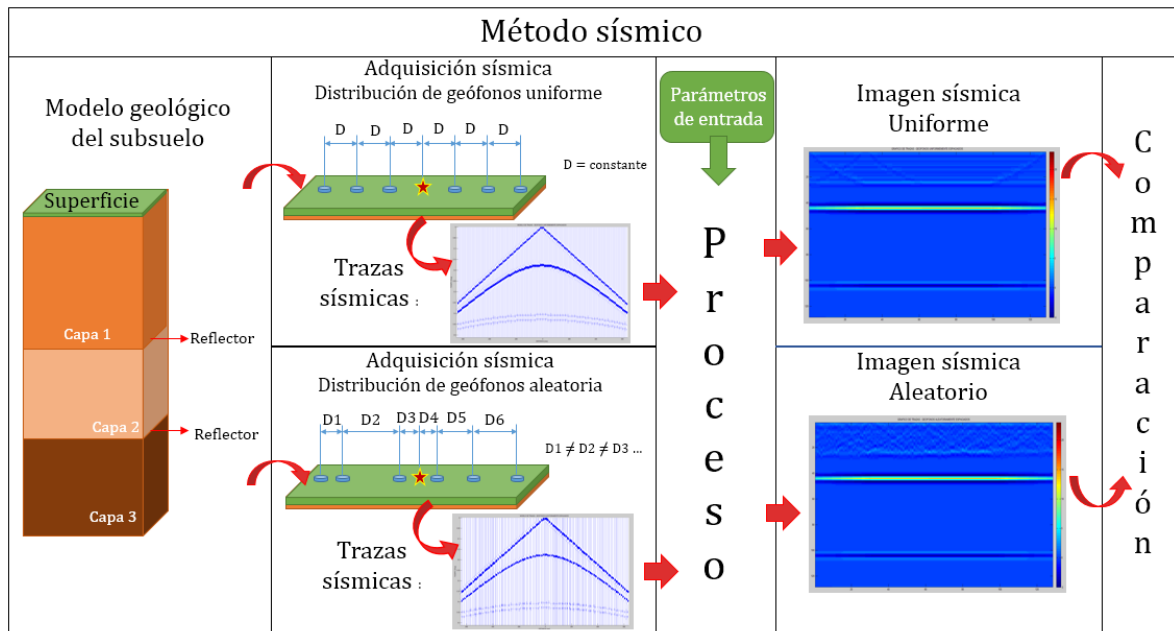 Método sísmico
Modelo geológico
del subsuelo
Superficie
Capa 1
Reflector
Capa 2
Reflector
Capa 3
Adquisición sísmica
Distribución de geófonos uniforme
D D D D D D
D = constante
Trazas
sísmicas :
Adquisición sísmica
Distribución de geófonos aleatoria
D1 D2 D3 D4 D5 D6
D1 ≠ D2 ≠ D3 ...
Trazas
sísmicas :
Parámetros
de entrada
P
r
o
c
e
s
o
Imagen sísmica
Uniforme
Imagen sísmica
Aleatorio
C
o
m
p
a
r
a
c
i
ó
n